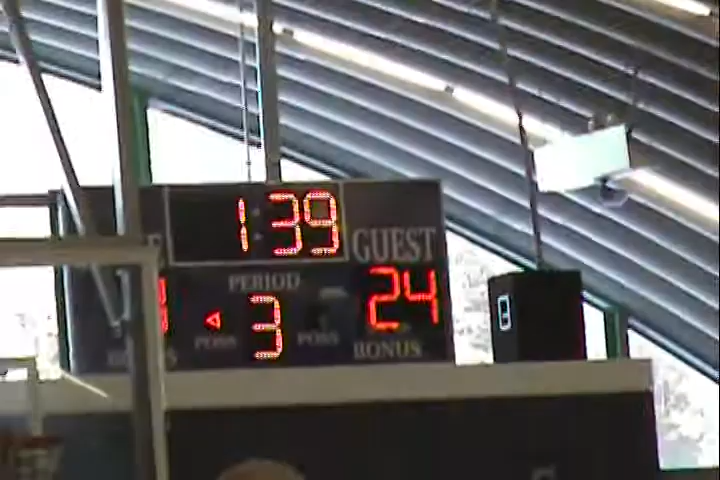 1:39
GUEST
PERIOD
3
24
POSS
POSS
BONUS